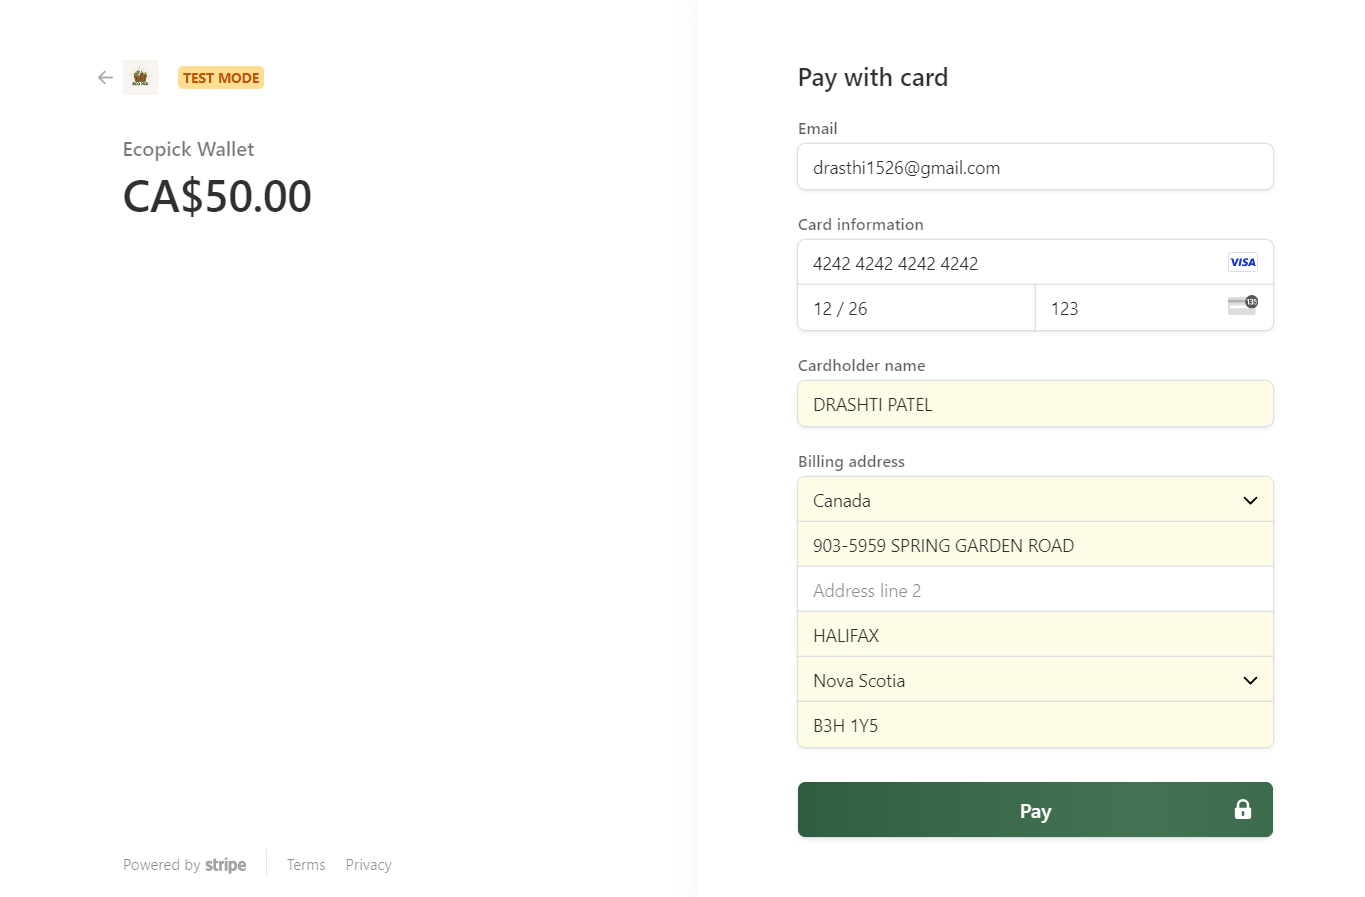 TEST MODE
Ecopick Wallet
CA$50.00
Powered by stripe
Terms
Privacy
Pay with card
Email
drasthi1526@gmail.com
Card information
4242 4242 4242 4242
VISA
12 / 26
123
135
Cardholder name
DRASHTI PATEL
Billing address
Canada
903-5959 SPRING GARDEN ROAD
Address line 2
HALIFAX
Nova Scotia
B3H 1Y5
Pay